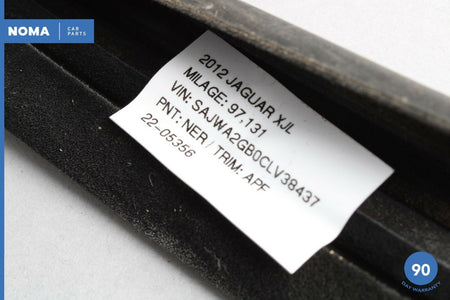 NOMA CAR
PARTS
2012 JAGUAR XJL
MILAGE: 97,131
VIN: SAJWA2GB0CLV38437
PNT: NER / TRIM: APF
22-05356
90
DAY WARRANTY